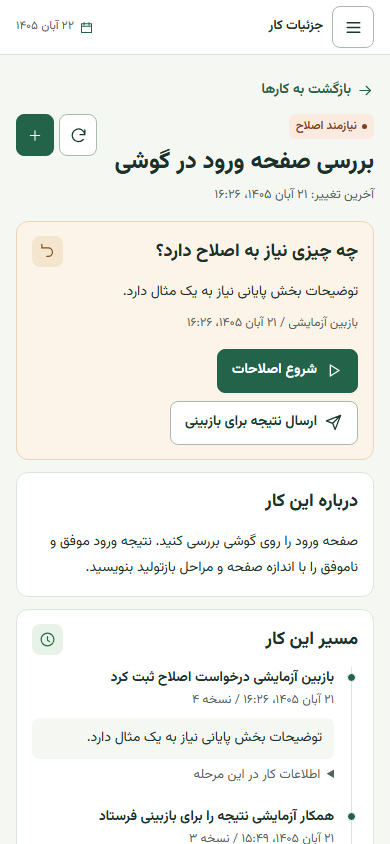 جزئیات کار
۲۲ آبان ۱۴۰۵
بازگشت به کارها
نیازمند اصلاح
بررسی صفحه ورود در گوشی
آخرین تغییر: ۲۱ آبان ۱۴۰۵، ۱۶:۲۶
چه چیزی نیاز به اصلاح دارد؟
توضیحات بخش پایانی نیاز به یک مثال دارد.
بازبین آزمایشی / ۲۱ آبان ۱۴۰۵، ۱۶:۲۶
شروع اصلاحات
ارسال نتیجه برای بازبینی
درباره این کار
صفحه ورود را روی گوشی بررسی کنید. نتیجه ورود موفق و
ناموفق را با اندازه صفحه و مراحل بازتولید بنویسید.
مسیر این کار
بازبین آزمایشی درخواست اصلاح ثبت کرد
۲۱ آبان ۱۴۰۵، ۱۶:۲۶ / نسخه ۴
توضیحات بخش پایانی نیاز به یک مثال دارد.
اطلاعات کار در این مرحله
همکار آزمایشی نتیجه را برای بازبینی فرستاد
۲۱ آبان ۱۴۰۵، ۱۵:۴۹ / نسخه ۳